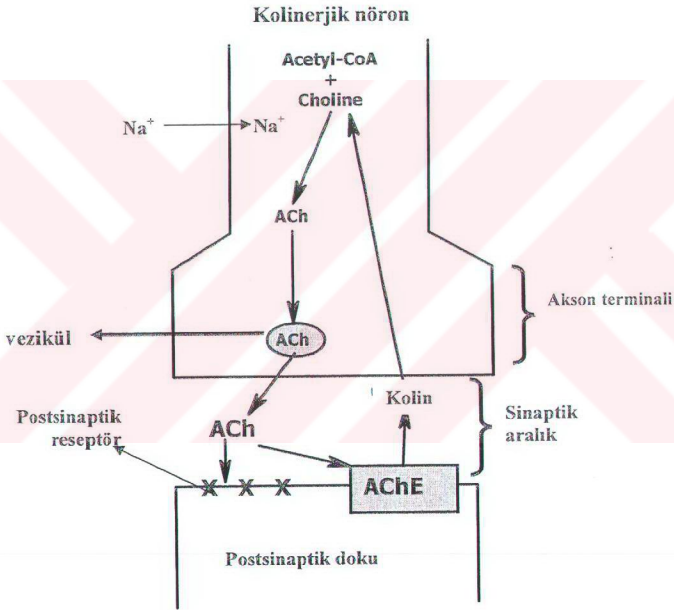 Kolinerjik nöron
Acetyl-CoA
+
Choline
Na⁺
Na⁺
ACh
vezikül
ACh
Akson terminali
Postsinaptik
reseptör
ACh
Kolin
Sinaptik
aralık
X X X
AChE
Postsinaptik doku